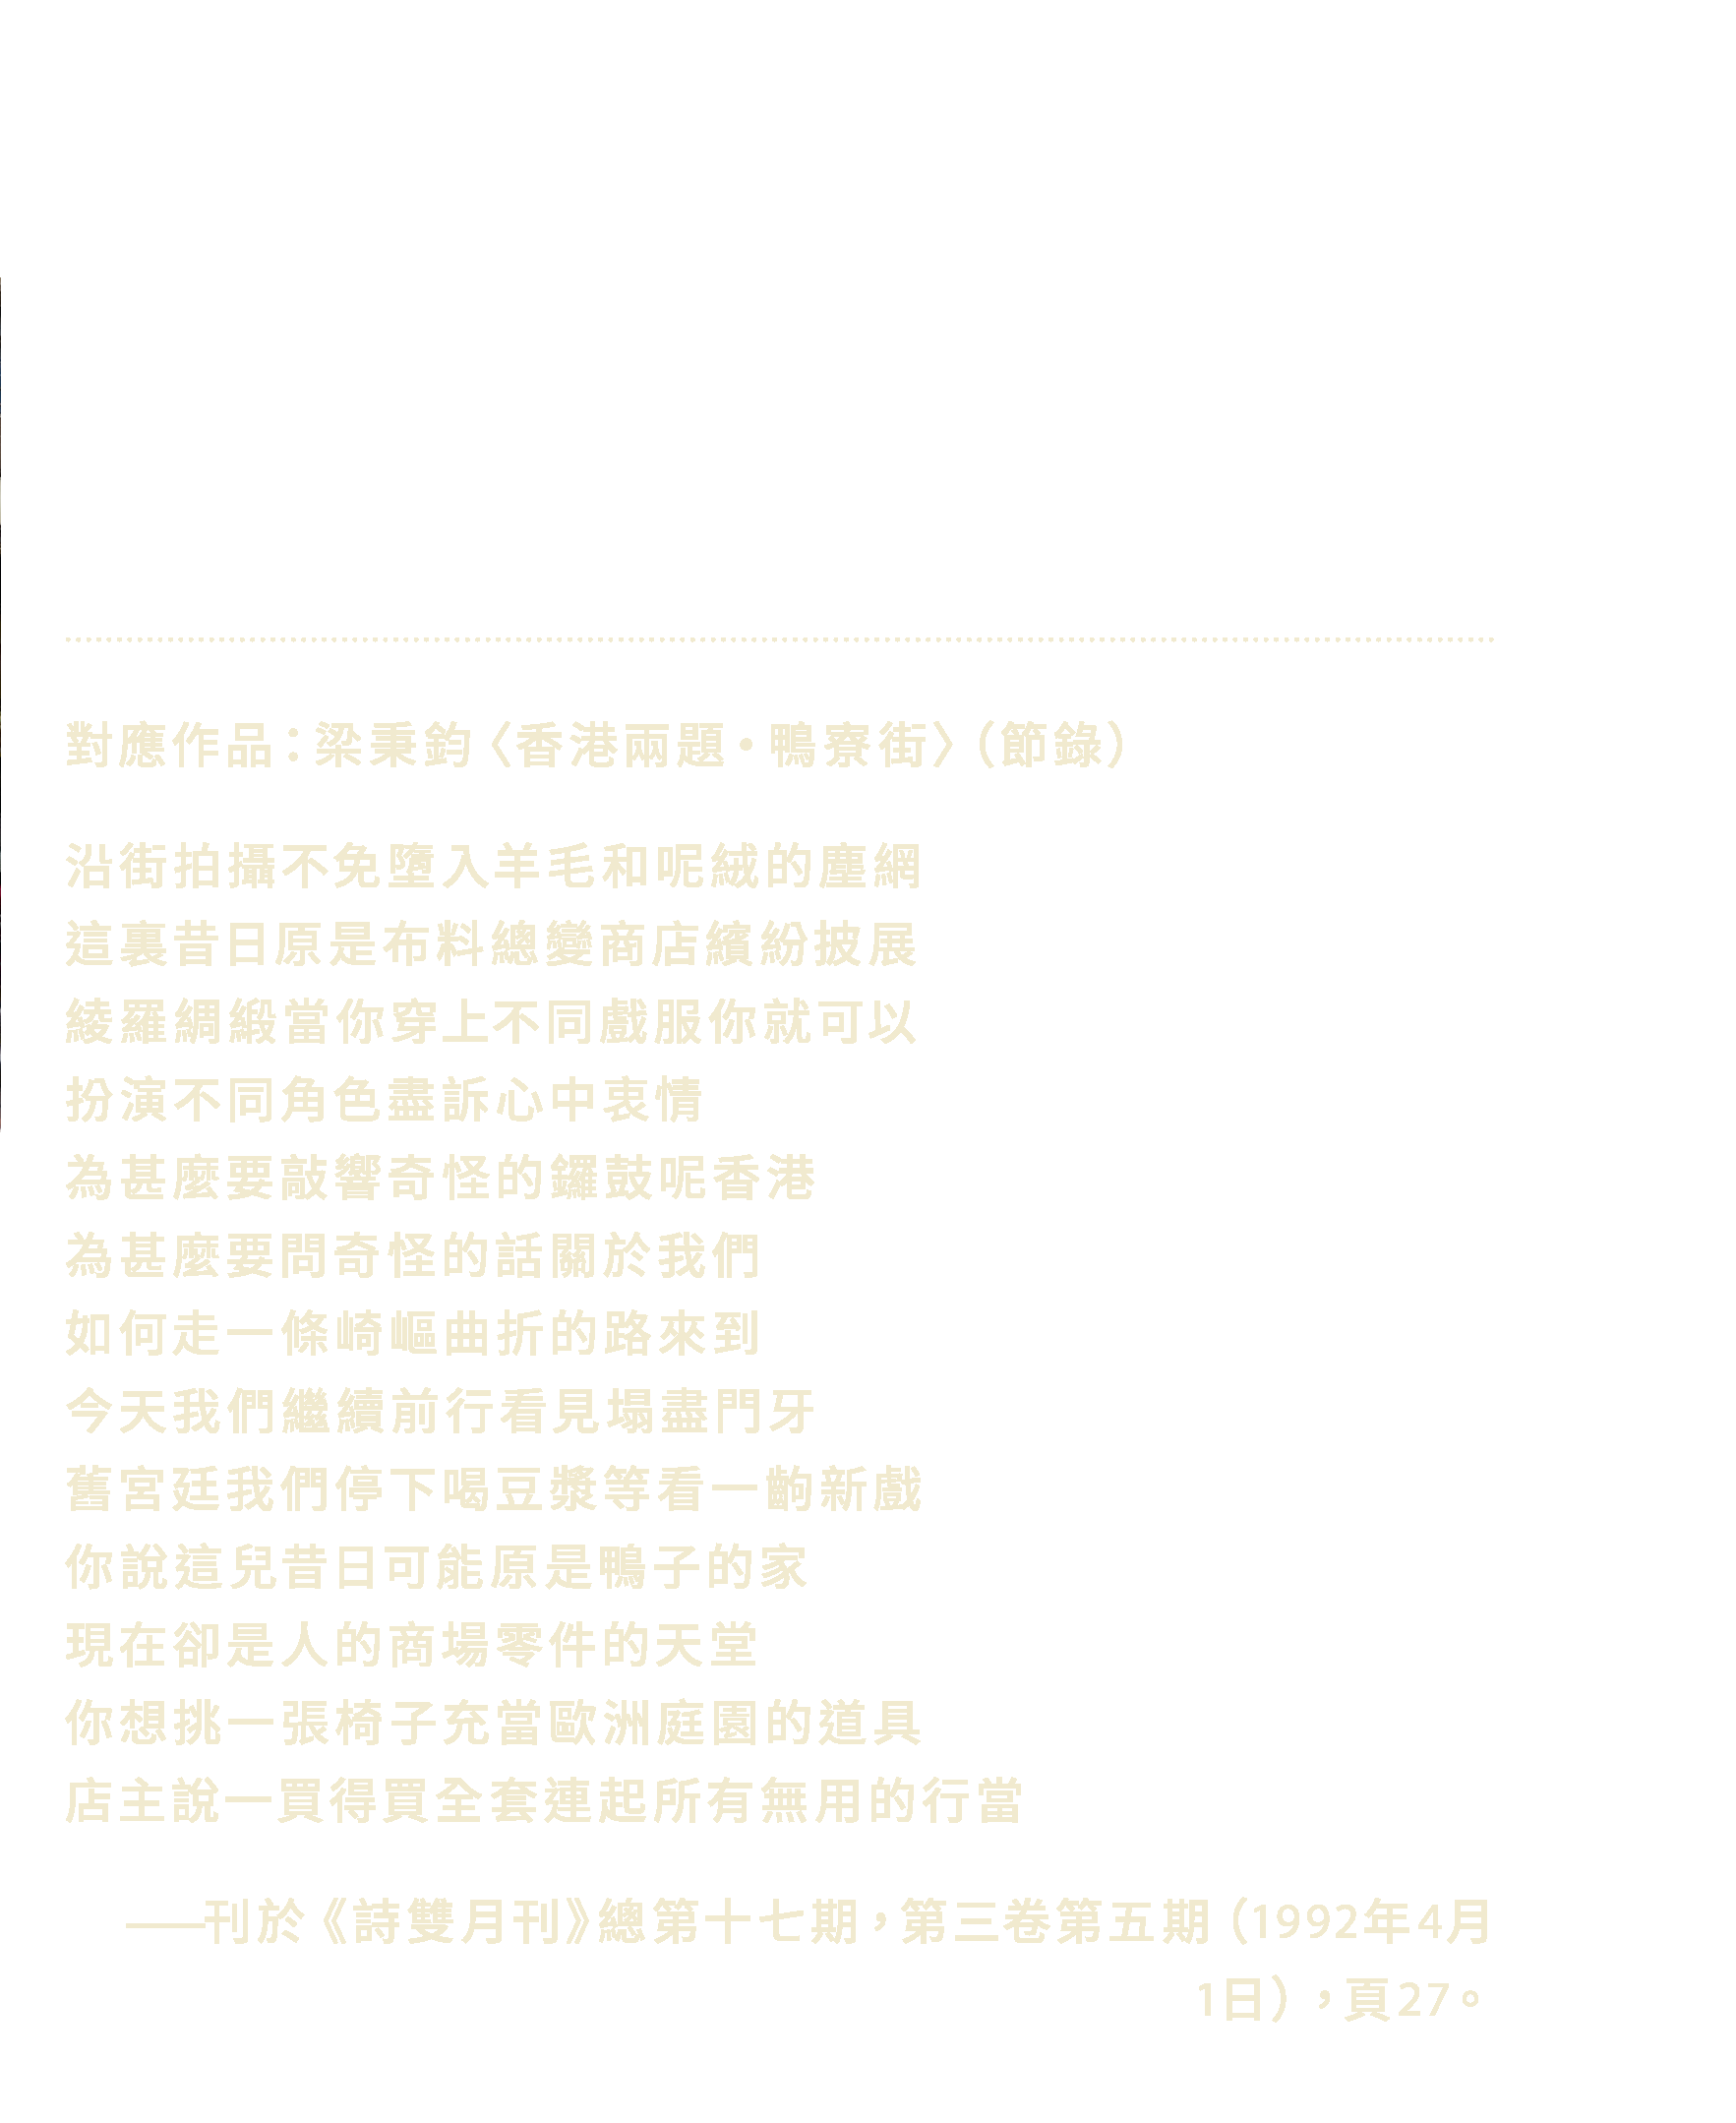 對應作品：梁秉鈞〈香港兩題·鴨寮街〉（節錄）
沿街拍攝不免墮入羊毛和呢絨的塵網
這裏昔日原是布料總變商店繽紛披展
綾羅綢緞當你穿上不同戲服你就可以
扮演不同角色盡訴心中衷情
為甚麼要敲響奇怪的鑼鼓呢香港
為甚麼要問奇怪的話關於我們
如何走一條崎嶇曲折的路來到
今天我們繼續前行看見塌盡門牙
舊宮廷我們停下喝豆漿等看一齣新戲
你說這兒昔日可能原是鴨子的家
現在卻是人的商場零件的天堂
你想挑一張椅子充當歐洲庭園的道具
店主說一買得買全套連起所有無用的行當
——刊於《詩雙月刊》總第十七期，第三卷第五期（1992年4月
1日），頁27。